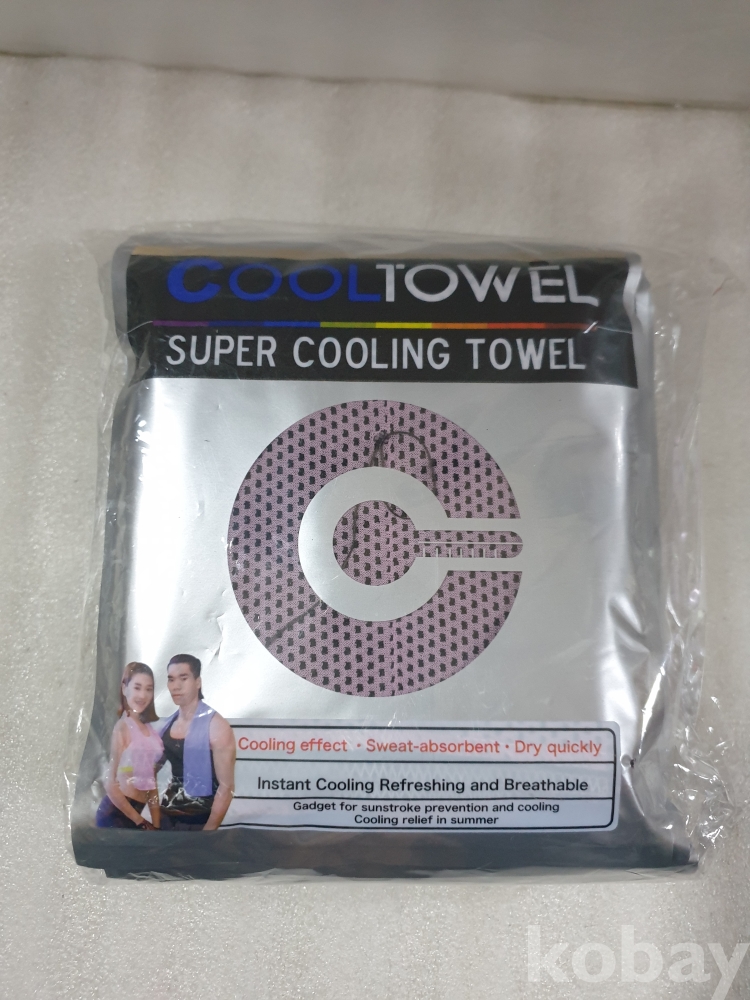 COOLTOWEL
SUPER COOLING TOWEL
Cooling effect · Sweat-absorbent · Dry quickly
Instant Cooling Refreshing and Breathable
Gadget for sunstroke prevention and cooling
Cooling relief in summer
kobay